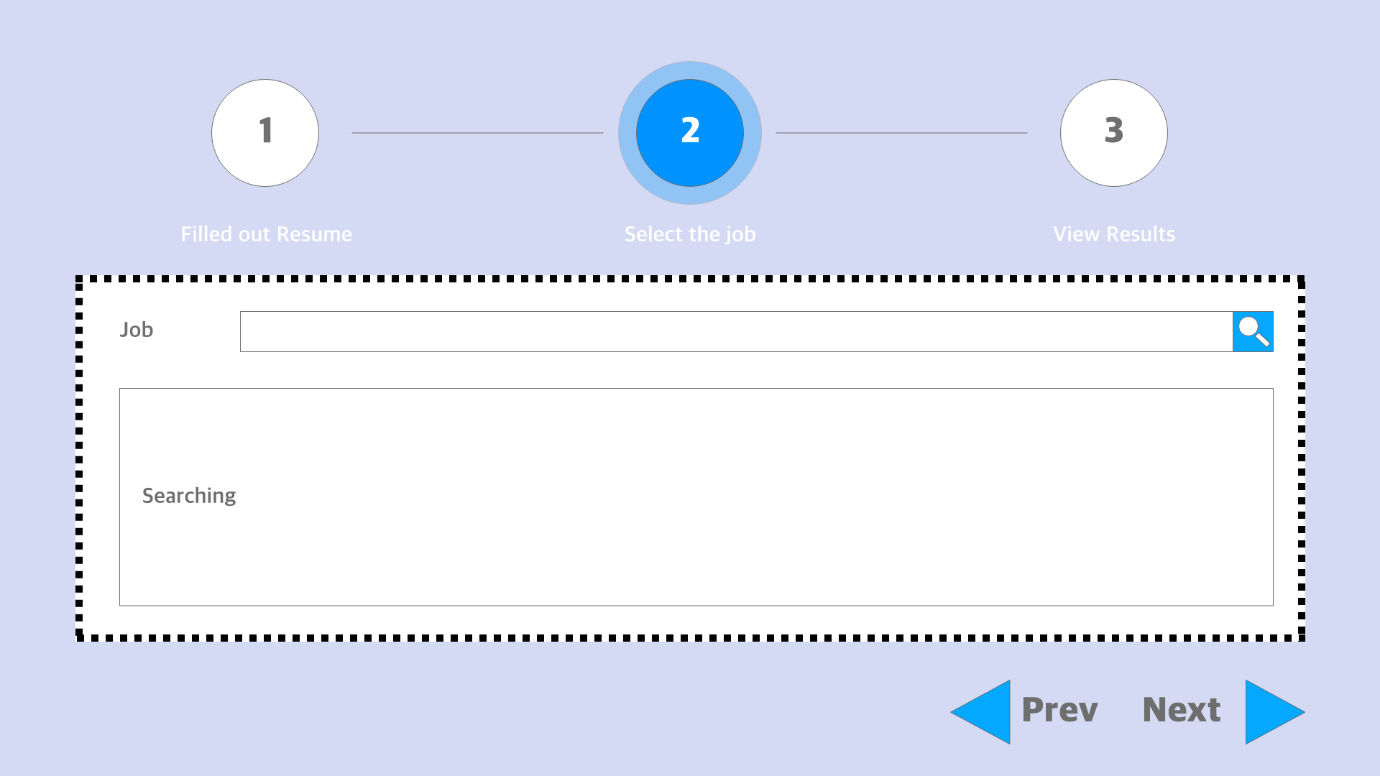 1
2
3
Filled out Resume
Select the job
View Results
Job
Searching
Prev
Next